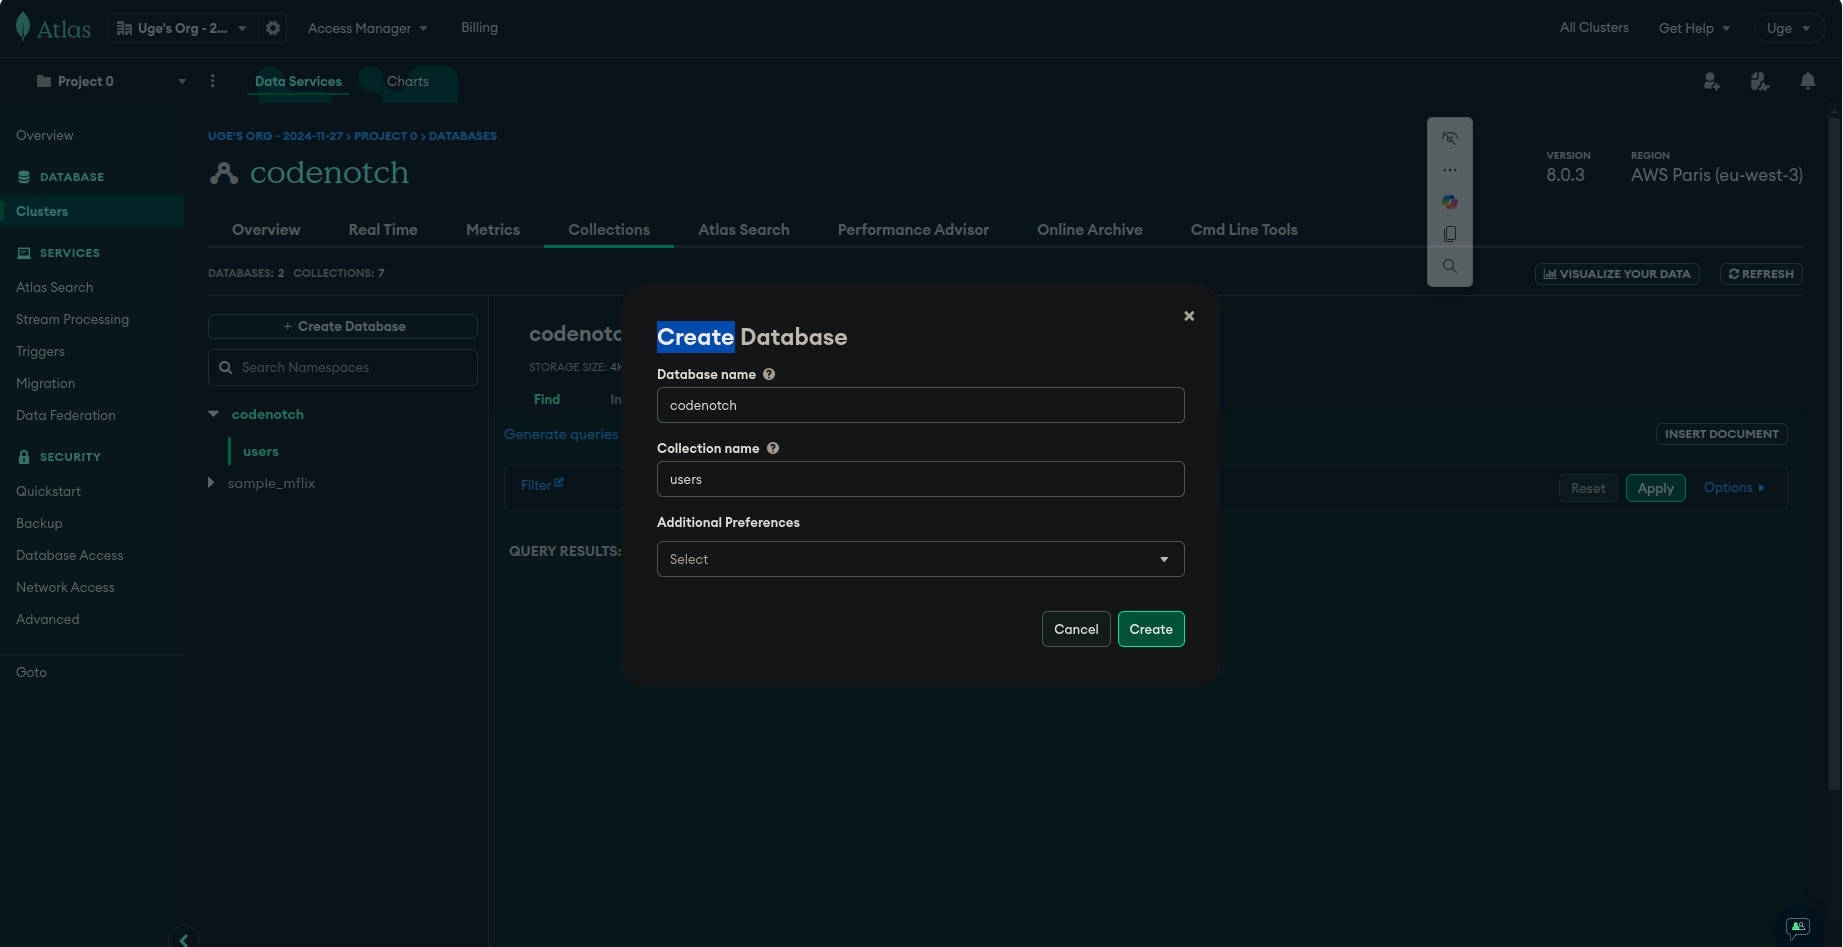 Atlas
Uge's Org - 2...
Access Manager
Billing
All Clusters
Get Help
Uge
Project 0
Data Services
Charts
Overview
DATABASE
Clusters
SERVICES
Atlas Search
Stream Processing
Triggers
Migration
Data Federation
SECURITY
Quickstart
Backup
Database Access
Network Access
Advanced
Goto
UGE'S ORG - 2024-11-27 > PROJECT 0 > DATABASES
codenotch
VERSION
8.0.3
REGION
AWS Paris (eu-west-3)
Overview
Real Time
Metrics
Collections
Atlas Search
Performance Advisor
Online Archive
Cmd Line Tools
DATABASES: 2 COLLECTIONS: 7
VISUALIZE YOUR DATA
REFRESH
+ Create Database
Search Namespaces
codenotch
users
sample_mflix
codenotc
STORAGE SIZE: 4K
Find
In
Generate queries
INSERT DOCUMENT
Filter
Reset
Apply
Options
QUERY RESULTS:
Create Database
Database name
codenotch
Collection name
users
Additional Preferences
Select
Cancel
Create